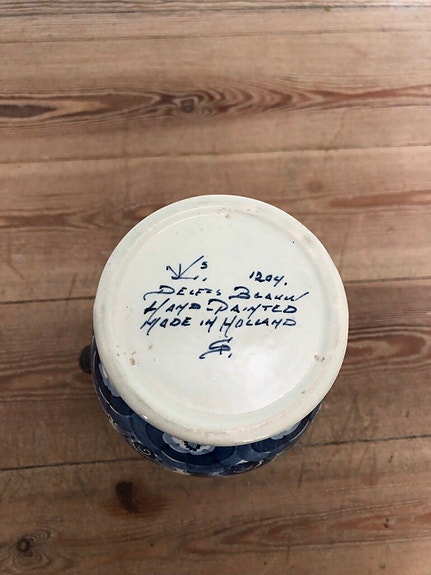 1204.
Delfts Blauw
Hand-Painted
Made in Holland